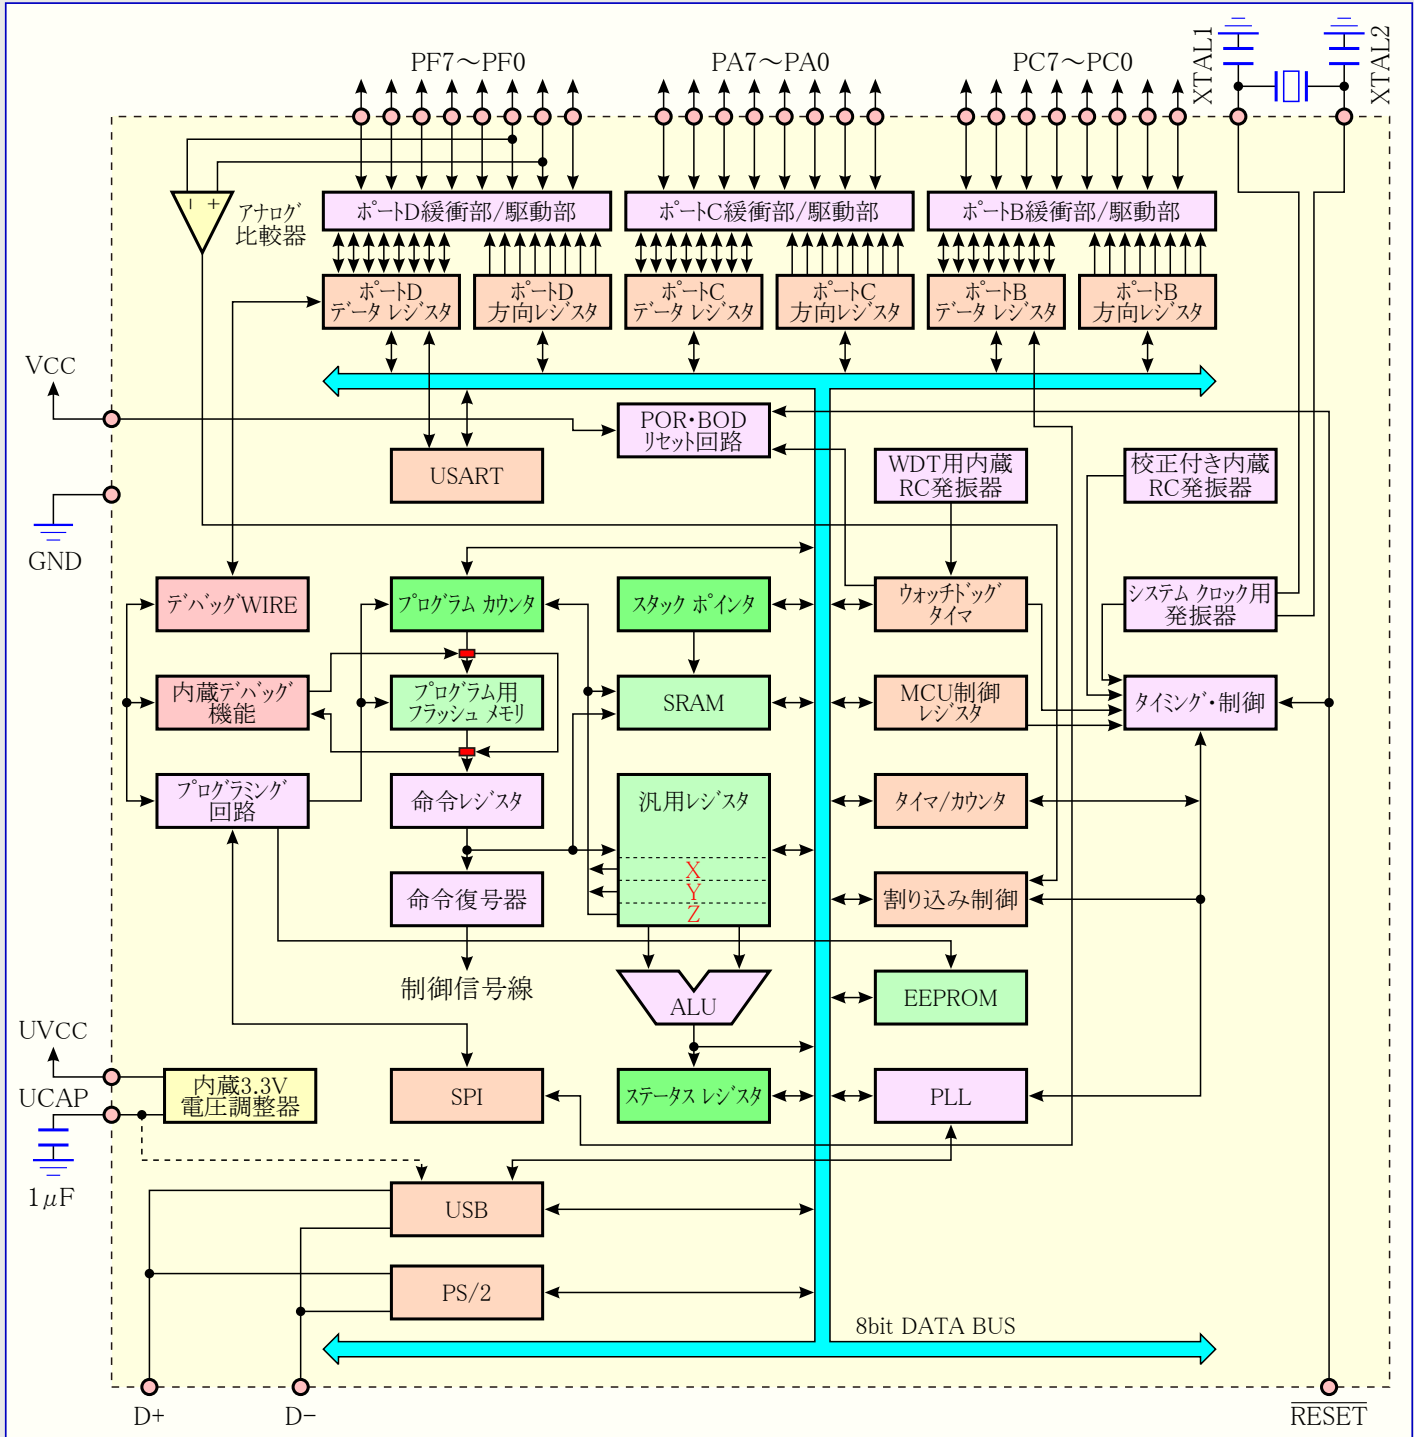 PF7～PF0
PA7～PA0
PC7～PC0
XTAL1
XTAL2
－
＋
アナログ
比較器
ポートD緩衝部/駆動部
ポートC緩衝部/駆動部
ポートB緩衝部/駆動部
ポートD
データ レジスタ
ポートD
方向レジスタ
ポートC
データ レジスタ
ポートC
方向レジスタ
ポートB
データ レジスタ
ポートB
方向レジスタ
VCC
POR・BOD
リセット回路
USART
WDT用内蔵
RC発振器
校正付き内蔵
RC発振器
GND
デバッグWIRE
プログラム カウンタ
スタック ポインタ
ウォッチドッグ
タイマ
システム クロック用
発振器
内蔵デバッグ
機能
プログラム用
フラッシュ メモリ
SRAM
MCU制御
レジスタ
タイミング・制御
プログラミング
回路
命令レジスタ
汎用レジスタ
X
Y
Z
タイマ/カウンタ
命令復号器
割り込み制御
制御信号線
ALU
EEPROM
UVCC
UCAP
内蔵3.3V
電圧調整器
SPI
ステータス レジスタ
PLL
1μF
USB
PS/2
8bit DATA BUS
D+
D−
RESET